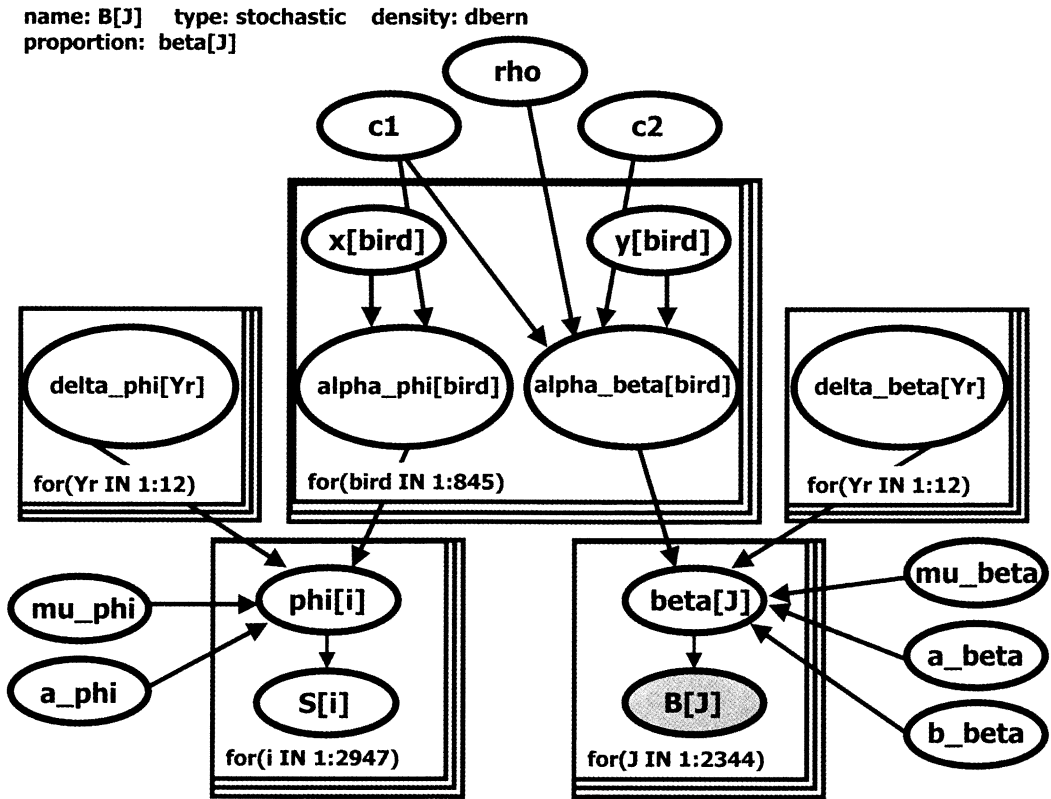 name: B[J] type: stochastic density: dbern
proportion: beta[J]
rho
c1
c2
x[bird]
y[bird]
delta_phi[Yr]
alpha_phi[bird]
alpha_beta[bird]
delta_beta[Yr]
for(Yr IN 1:12)
for(bird IN 1:845)
for(Yr IN 1:12)
mu_phi
phi[i]
beta[J]
mu_beta
a_phi
S[i]
B[J]
a_beta
b_beta
for(i IN 1:2947)
for(J IN 1:2344)